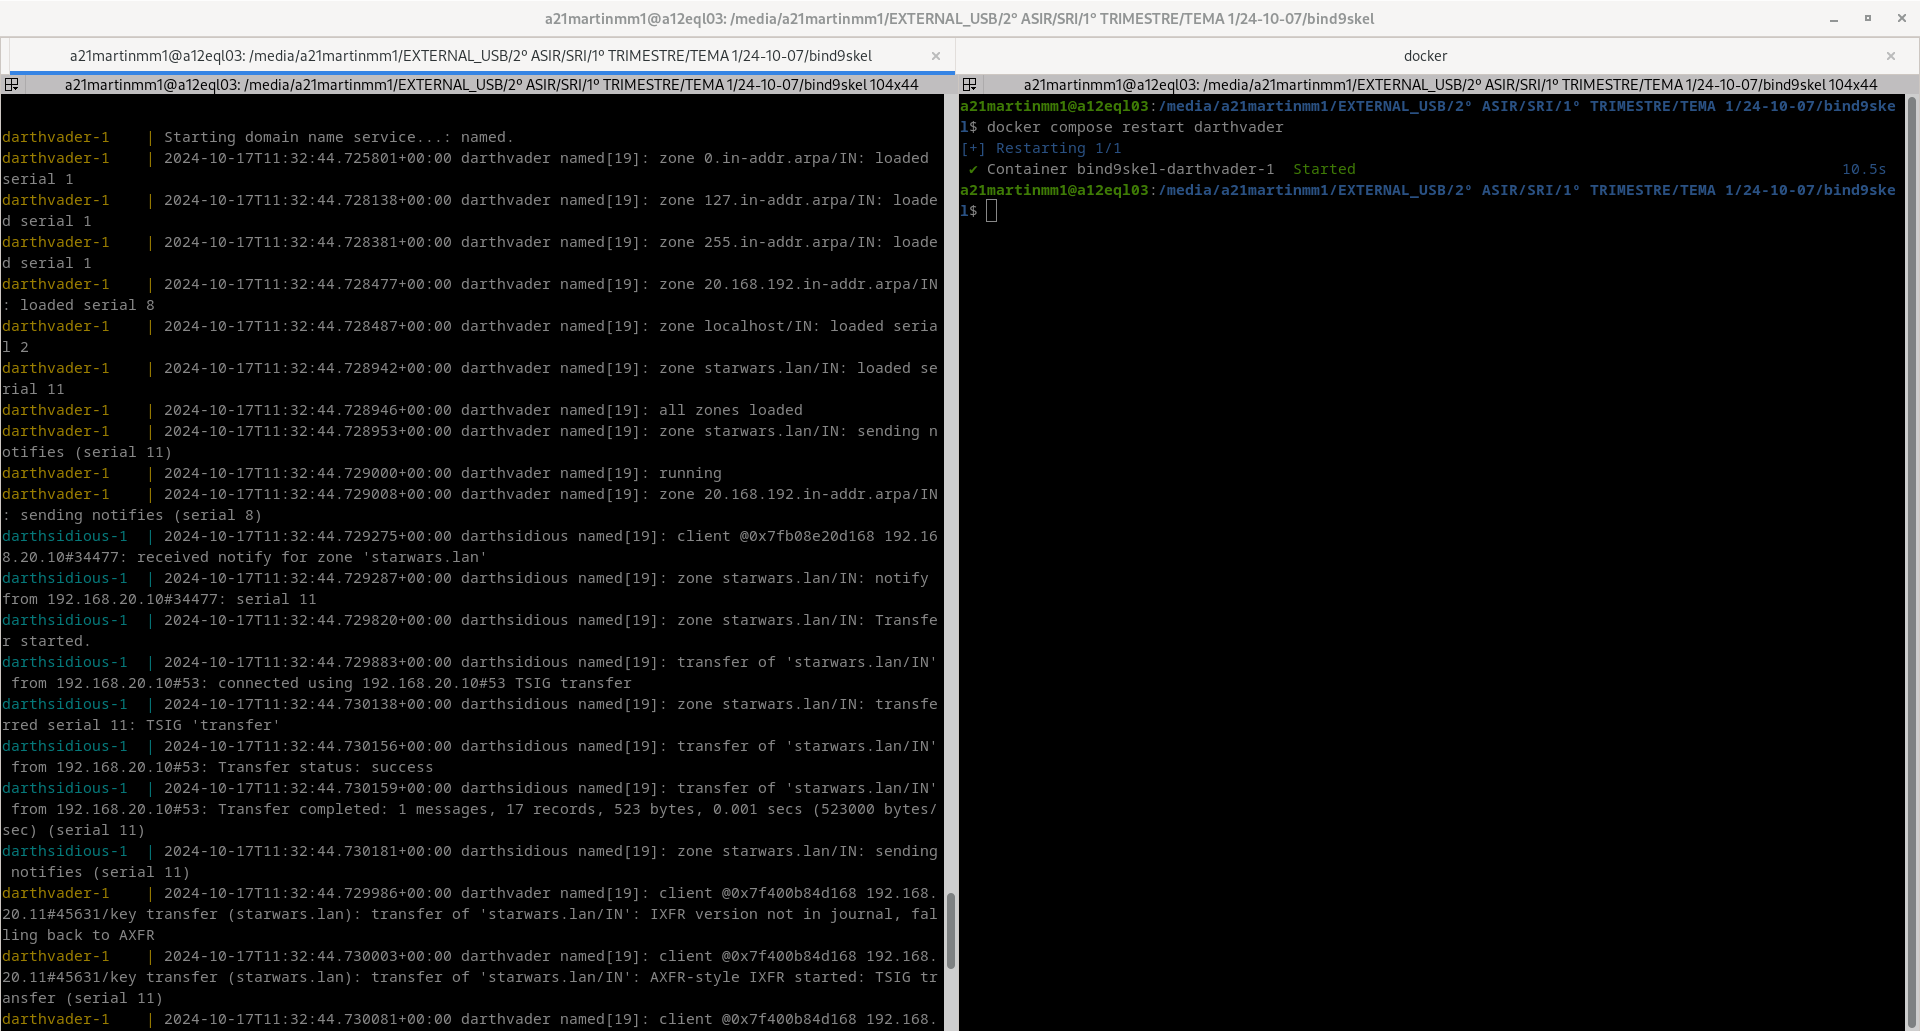 a21martinmm1@a12eql03: /media/a21martinmm1/EXTERNAL_USB/2º ASIR/SRI/1º TRIMESTRE/TEMA 1/24-10-07/bind9skel
a21martinmm1@a12eql03: /media/a21martinmm1/EXTERNAL_USB/2º ASIR/SRI/1º TRIMESTRE/TEMA 1/24-10-07/bind9skel
docker
a21martinmm1@a12eql03: /media/a21martinmm1/EXTERNAL_USB/2º ASIR/SRI/1º TRIMESTRE/TEMA 1/24-10-07/bind9skel 104x44
darthvader-1    | Starting domain name service...: named.
darthvader-1    | 2024-10-17T11:32:44.725801+00:00 darthvader named[19]: zone 0.in-addr.arpa/IN: loaded
serial 1
darthvader-1    | 2024-10-17T11:32:44.728138+00:00 darthvader named[19]: zone 127.in-addr.arpa/IN: loade
d serial 1
darthvader-1    | 2024-10-17T11:32:44.728381+00:00 darthvader named[19]: zone 255.in-addr.arpa/IN: loade
d serial 1
darthvader-1    | 2024-10-17T11:32:44.728477+00:00 darthvader named[19]: zone 20.168.192.in-addr.arpa/IN
: loaded serial 8
darthvader-1    | 2024-10-17T11:32:44.728487+00:00 darthvader named[19]: zone localhost/IN: loaded seria
l 2
darthvader-1    | 2024-10-17T11:32:44.728942+00:00 darthvader named[19]: zone starwars.lan/IN: loaded se
rial 11
darthvader-1    | 2024-10-17T11:32:44.728946+00:00 darthvader named[19]: all zones loaded
darthvader-1    | 2024-10-17T11:32:44.728953+00:00 darthvader named[19]: zone starwars.lan/IN: sending n
otifies (serial 11)
darthvader-1    | 2024-10-17T11:32:44.729000+00:00 darthvader named[19]: running
darthvader-1    | 2024-10-17T11:32:44.729008+00:00 darthvader named[19]: zone 20.168.192.in-addr.arpa/IN
: sending notifies (serial 8)
darthsidious-1  | 2024-10-17T11:32:44.729275+00:00 darthsidious named[19]: client @0x7fb08e20d168 192.16
8.20.10#34477: received notify for zone 'starwars.lan'
darthsidious-1  | 2024-10-17T11:32:44.729287+00:00 darthsidious named[19]: zone starwars.lan/IN: notify
from 192.168.20.10#34477: serial 11
darthsidious-1  | 2024-10-17T11:32:44.729820+00:00 darthsidious named[19]: zone starwars.lan/IN: Transfe
r started.
darthsidious-1  | 2024-10-17T11:32:44.729883+00:00 darthsidious named[19]: transfer of 'starwars.lan/IN'
 from 192.168.20.10#53: connected using 192.168.20.10#53 TSIG transfer
darthsidious-1  | 2024-10-17T11:32:44.730138+00:00 darthsidious named[19]: zone starwars.lan/IN: transfe
rred serial 11: TSIG 'transfer'
darthsidious-1  | 2024-10-17T11:32:44.730156+00:00 darthsidious named[19]: transfer of 'starwars.lan/IN'
 from 192.168.20.10#53: Transfer status: success
darthsidious-1  | 2024-10-17T11:32:44.730159+00:00 darthsidious named[19]: transfer of 'starwars.lan/IN'
 from 192.168.20.10#53: Transfer completed: 1 messages, 17 records, 523 bytes, 0.001 secs (523000 bytes/
sec) (serial 11)
darthsidious-1  | 2024-10-17T11:32:44.730181+00:00 darthsidious named[19]: zone starwars.lan/IN: sending
 notifies (serial 11)
darthvader-1    | 2024-10-17T11:32:44.729986+00:00 darthvader named[19]: client @0x7f400b84d168 192.168.
20.11#45631/key transfer (starwars.lan): transfer of 'starwars.lan/IN': IXFR version not in journal, fal
ling back to AXFR
darthvader-1    | 2024-10-17T11:32:44.730003+00:00 darthvader named[19]: client @0x7f400b84d168 192.168.
20.11#45631/key transfer (starwars.lan): transfer of 'starwars.lan/IN': AXFR-style IXFR started: TSIG tr
ansfer (serial 11)
darthvader-1    | 2024-10-17T11:32:44.730081+00:00 darthvader named[19]: client @0x7f400b84d168 192.168.
a21martinmm1@a12eql03: /media/a21martinmm1/EXTERNAL_USB/2º ASIR/SRI/1º TRIMESTRE/TEMA 1/24-10-07/bind9skel 104x44
a21martinmm1@a12eql03:/media/a21martinmm1/EXTERNAL_USB/2º ASIR/SRI/1º TRIMESTRE/TEMA 1/24-10-07/bind9ske
l$ docker compose restart darthvader
[+] Restarting 1/1
 ✔ Container bind9skel-darthvader-1  Started 10.5s
a21martinmm1@a12eql03:/media/a21martinmm1/EXTERNAL_USB/2º ASIR/SRI/1º TRIMESTRE/TEMA 1/24-10-07/bind9ske
l$